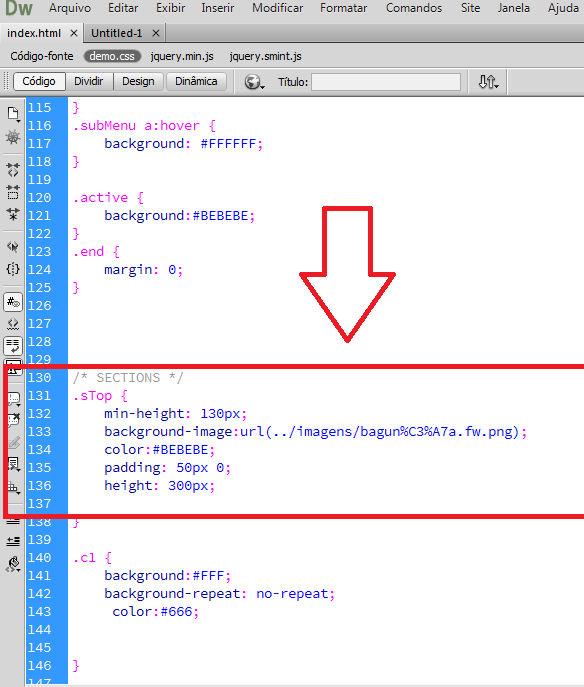 Dw Arquivo Editar Exibir Inserir Modificar Formatar Comandos Site Janela Ajuda
index.html × Untitled-1 ×
Código-fonte demo.css jquery.min.js jquery.smint.js
Código Dividir Design Dinâmica Título:
115 }
116 .subMenu a:hover {
117     background: #FFFFFF;
118 }
119
120 .active {
121     background:#BEBEBE;
122 }
123 .end {
124     margin: 0;
125 }
126
127
128
129
130 /* SECTIONS */
131 .sTop {
132     min-height: 130px;
133     background-image:url(../imagens/bagun%C3%A7a.fw.png);
134     color:#BEBEBE;
135     padding: 50px 0;
136     height: 300px;
137
138 }
139
140 .cl {
141     background:#FFF;
142     background-repeat: no-repeat;
143      color:#666;
144
145
146 }
147